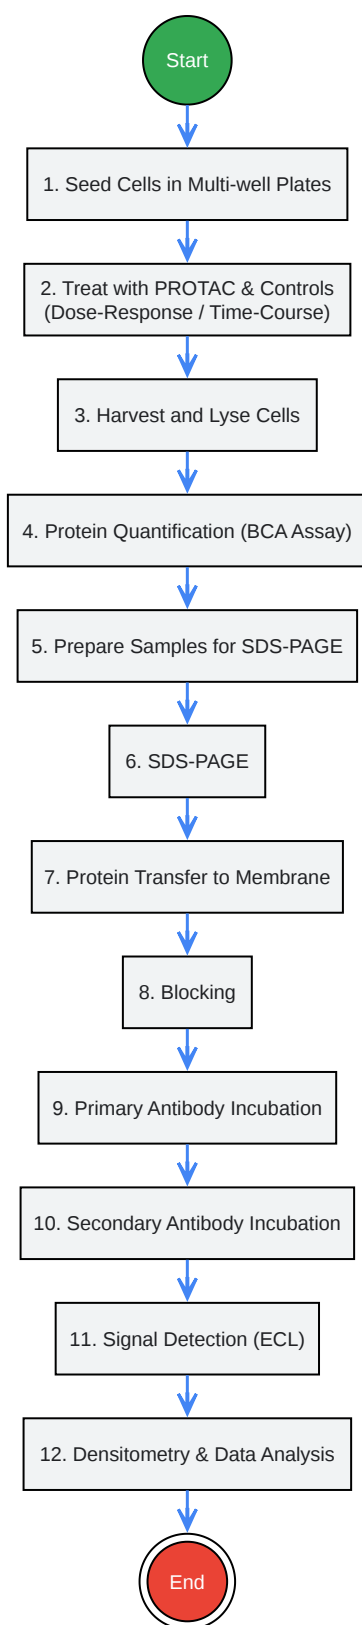 Start
1. Seed Cells in Multi-well Plates
2. Treat with PROTAC & Controls
(Dose-Response / Time-Course)
3. Harvest and Lyse Cells
4. Protein Quantification (BCA Assay)
5. Prepare Samples for SDS-PAGE
6. SDS-PAGE
7. Protein Transfer to Membrane
8. Blocking
9. Primary Antibody Incubation
10. Secondary Antibody Incubation
11. Signal Detection (ECL)
12. Densitometry & Data Analysis
End